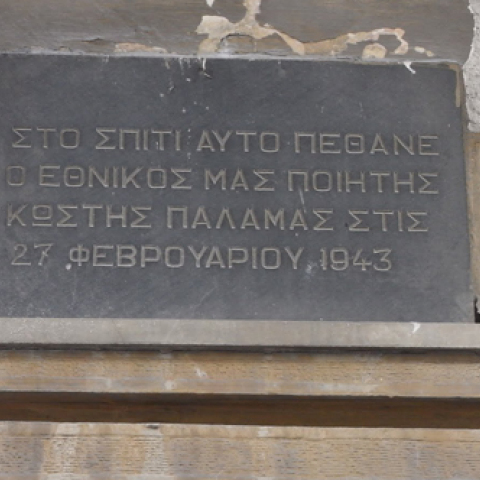 ΣΤΟ ΣΠΙΤΙ ΑΥΤΟ ΠΕΘΑΝΕ
Ο ΕΘΝΙΚΟΣ ΜΑΣ ΠΟΙΗΤΗΣ
ΚΩΣΤΗΣ ΠΑΛΑΜΑΣ ΣΤΙΣ
27 ΦΕΒΡΟΥΑΡΙΟΥ 1943